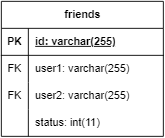 friends
PK id: varchar(255)
FK user1: varchar(255)
FK user2: varchar(255)
status: int(11)